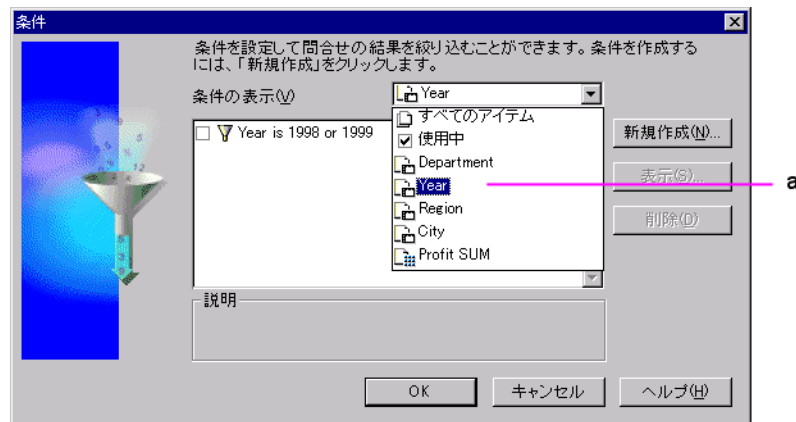 条件
条件を設定して問合せの結果を絞り込むことができます。条件を作成する
には、「新規作成」をクリックします。
条件の表示(V)
Year
Year is 1998 or 1999
すべてのアイテム
使用中
Department
Year
Region
City
Profit SUM
新規作成(N)...
表示(S)...
削除(D)
a
説明
OK
キャンセル
ヘルプ(H)